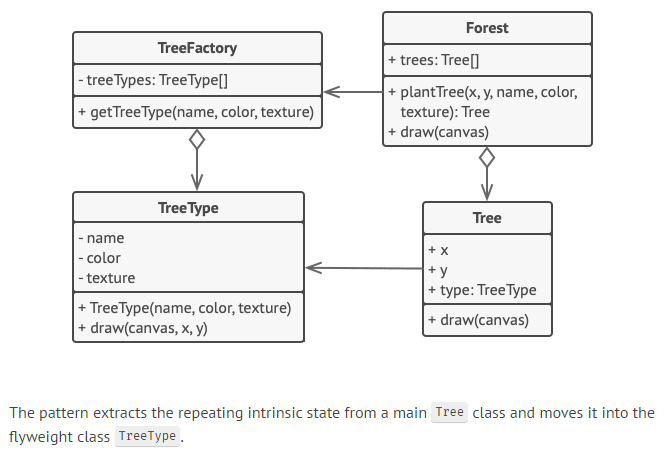 TreeFactory
- treeTypes: TreeType[]
+ getTreeType(name, color, texture)
Forest
+ trees: Tree[]
+ plantTree(x, y, name, color,
texture): Tree
+ draw(canvas)
TreeType
- name
- color
- texture
+ TreeType(name, color, texture)
+ draw(canvas, x, y)
Tree
+ x
+ y
+ type: TreeType
+ draw(canvas)
The pattern extracts the repeating intrinsic state from a main Tree class and moves it into the
flyweight class TreeType.